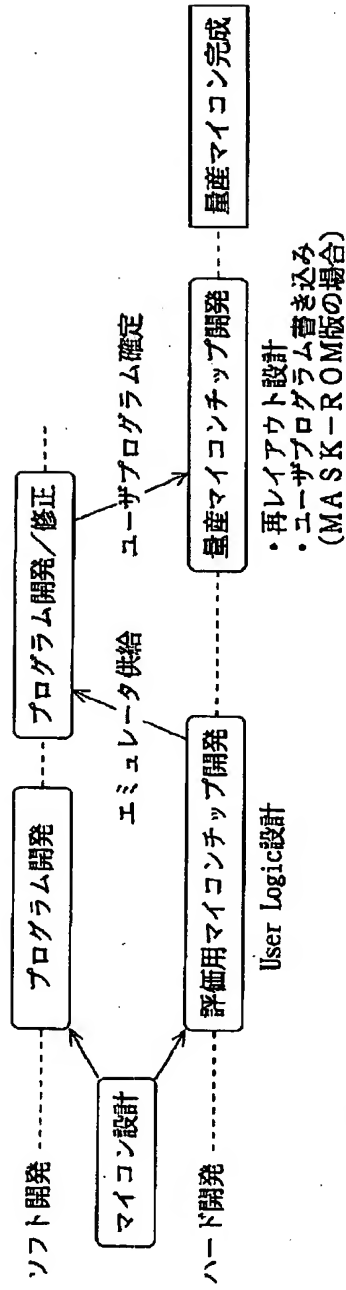 ソフト開発
プログラム開発
プログラム開発/修正
マイコン設計
エミュレータ供給
ユーザプログラム確定
ハード開発
評価用マイコンチップ開発
量産マイコンチップ開発
量産マイコン完成
User Logic設計
・再レイアウト設計
・ユーザプログラム書き込み
(MASK-ROM版の場合)